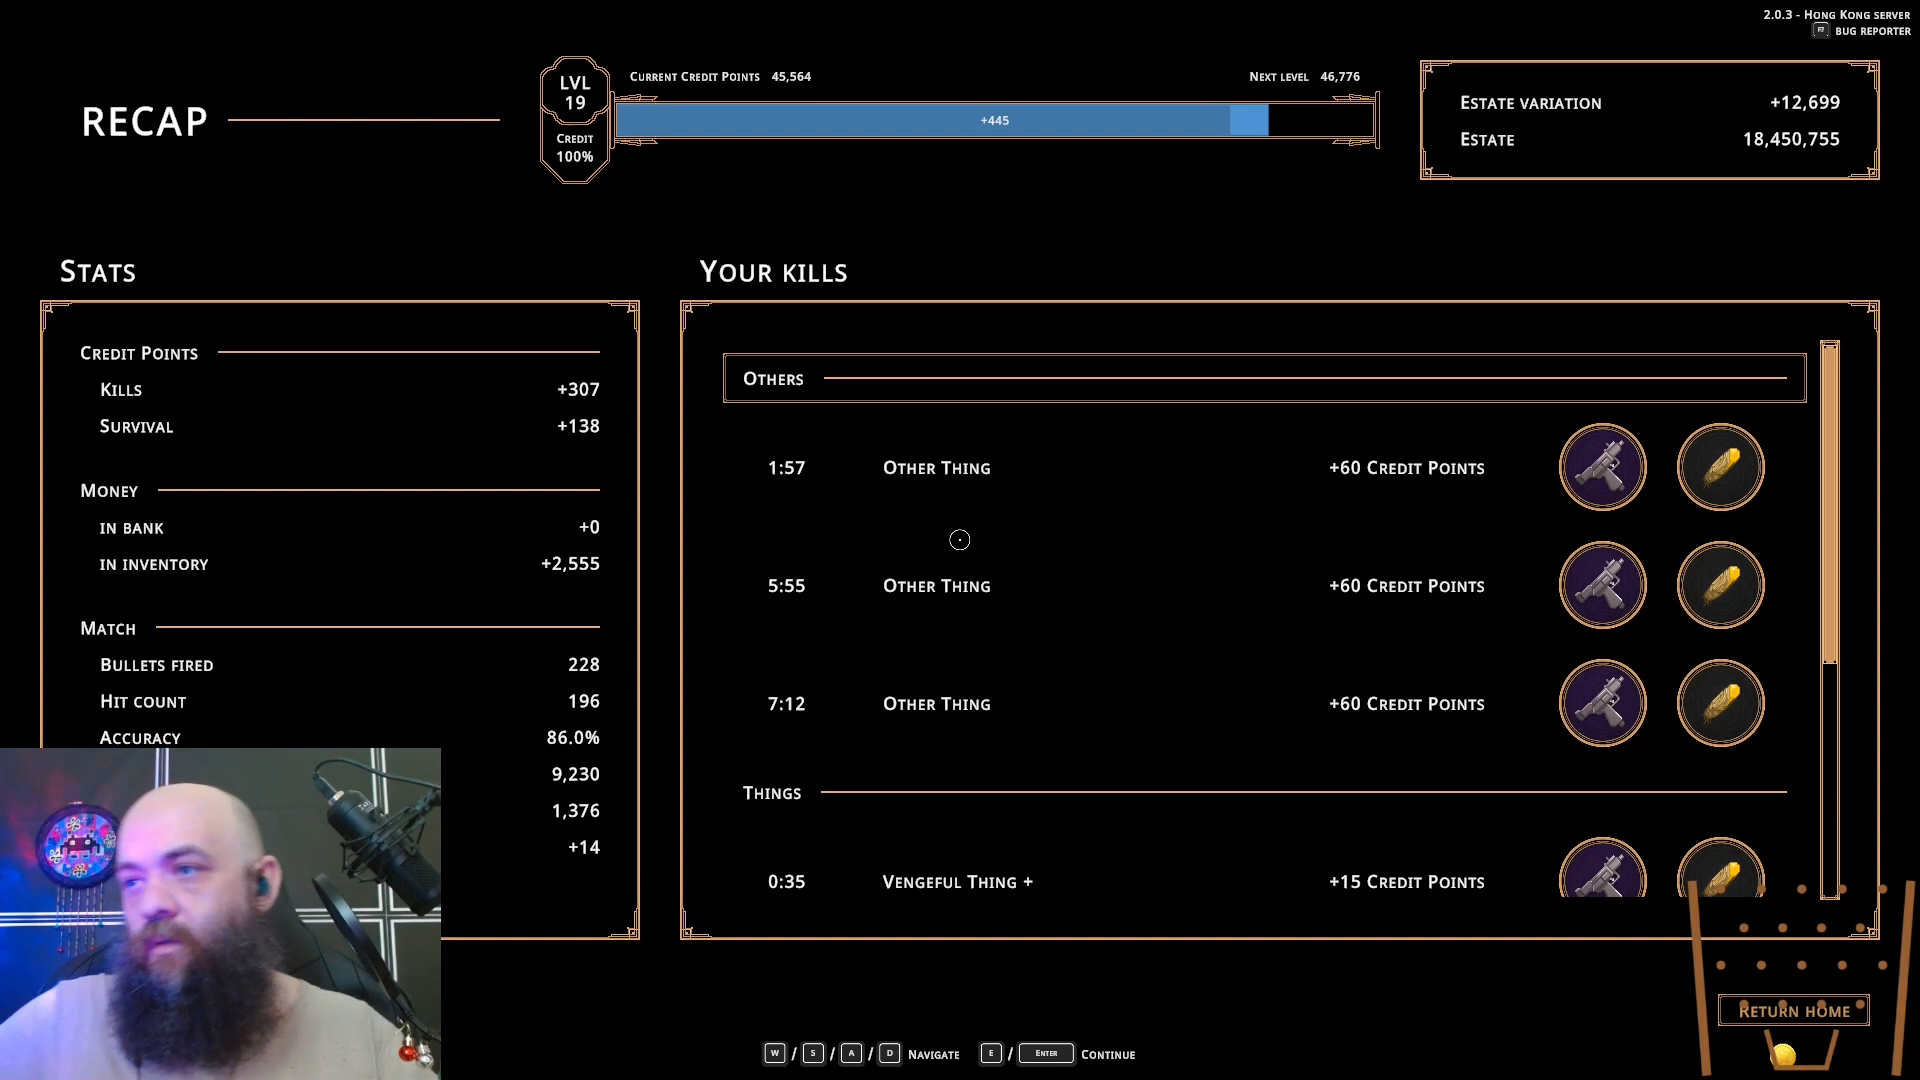 2.0.3 - Hong Kong server
F7 BUG REPORTER
RECAP
LVL
19
Credit
100%
Current Credit Points 45,564
Next level 46,776
+445
Estate variation +12,699
Estate 18,450,755
Stats
Credit Points
Kills +307
Survival +138
Money
in bank +0
in inventory +2,555
Match
Bullets fired 228
Hit count 196
Accuracy 86.0%
9,230
1,376
+14
Your kills
Others
1:57 Other Thing +60 Credit Points
5:55 Other Thing +60 Credit Points
7:12 Other Thing +60 Credit Points
Things
0:35 Vengeful Thing + +15 Credit Points
Return home
W / S / A / D Navigate E / Enter Continue